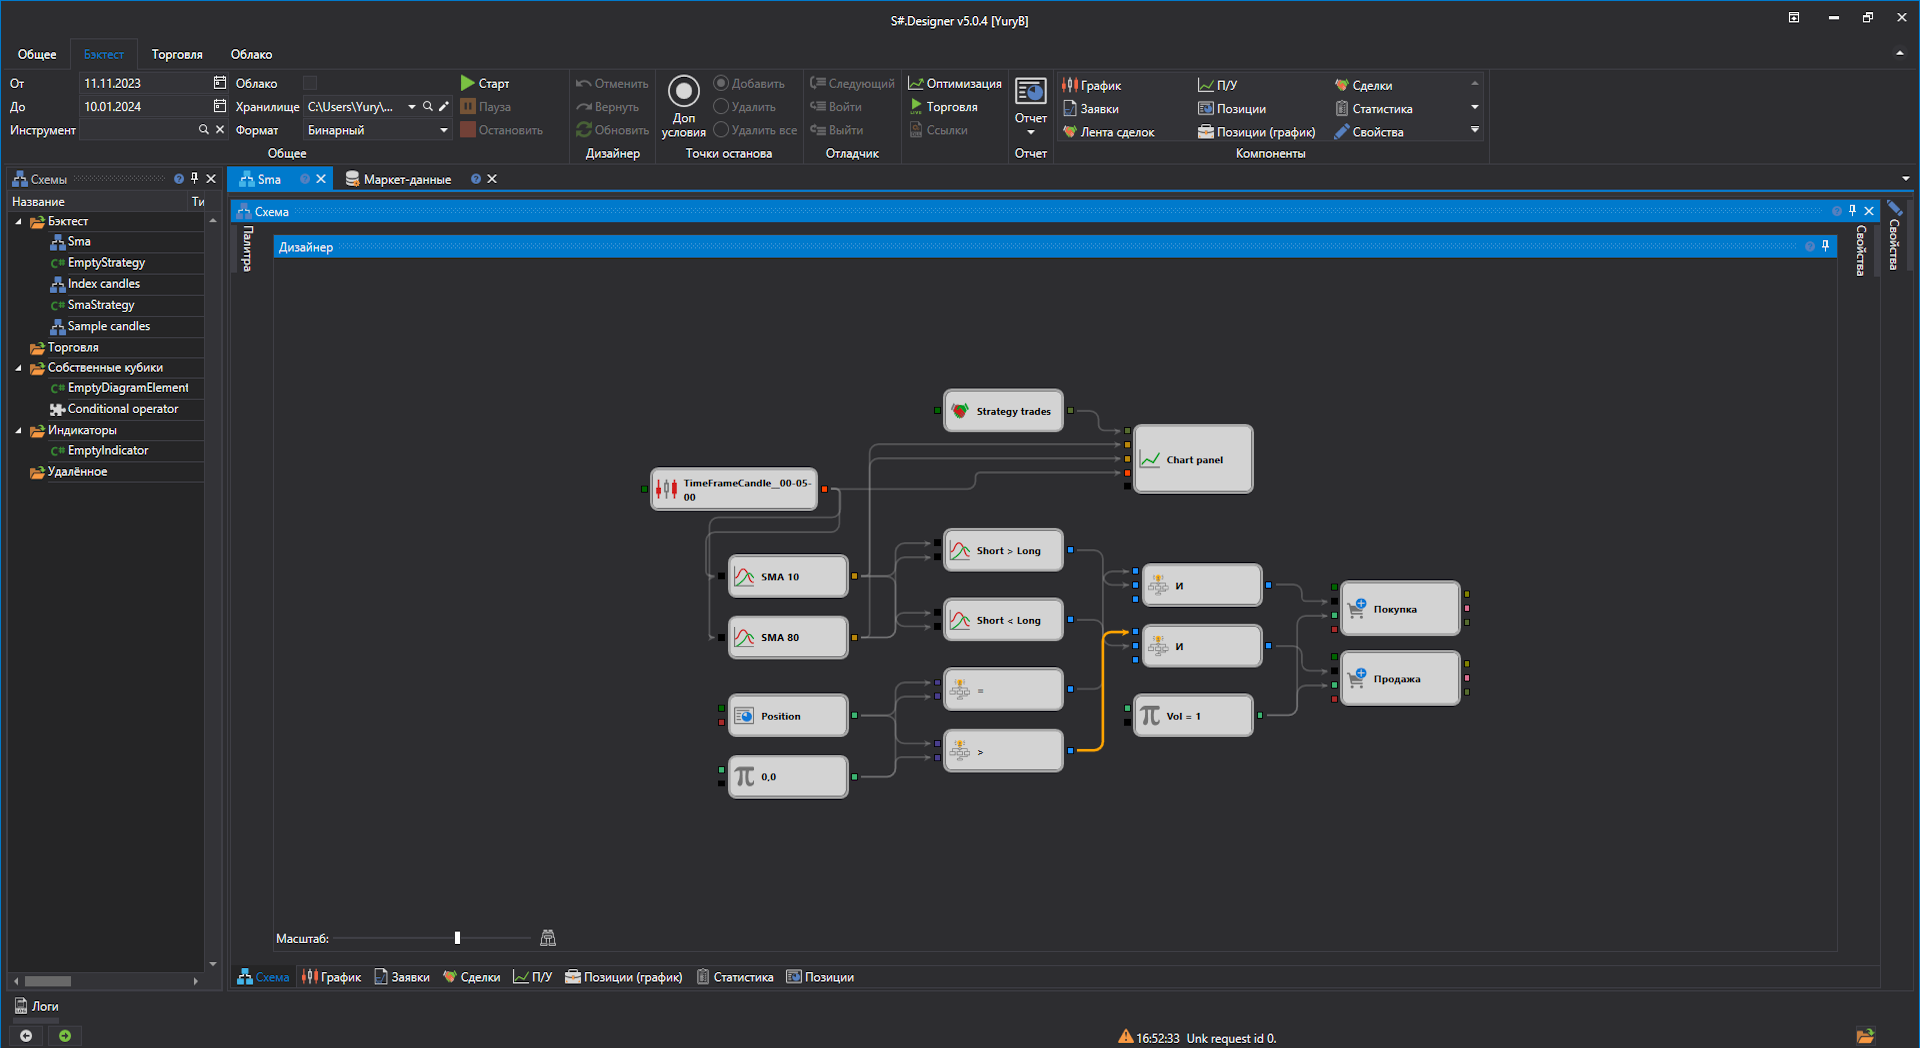 S#.Designer v5.0.4 [YuryB]
Общее
Бэктест
Торговля
Облако
От
11.11.2023
Облако
Старт
До
10.01.2024
Хранилище
C:\Users\Yury\...
Пауза
Инструмент
Формат
Бинарный
Остановить
Общее
Отменить
Вернуть
Обновить
Дизайнер
Доп
условия
Добавить
Удалить
Удалить все
Точки останова
Следующий
Войти
Выйти
Отладчик
Оптимизация
Торговля
Ссылки
Отчет
Отчет
График
П/У
Сделки
Заявки
Позиции
Статистика
Лента сделок
Позиции (график)
Свойства
Компоненты
Схемы
Sma
Маркет-данные
Название
Ти
Бэктест
Sma
EmptyStrategy
Index candles
SmaStrategy
Sample candles
Торговля
Собственные кубики
EmptyDiagramElement
Conditional operator
Индикаторы
EmptyIndicator
Удалённое
Схема
Палитра
Дизайнер
Свойства
Свойства
Strategy trades
Chart panel
TimeFrameCandle__00-05-
00
Short > Long
SMA 10
И
Покупка
Short < Long
SMA 80
И
Продажа
=
Position
Vol = 1
>
0,0
Масштаб:
Схема
График
Заявки
Сделки
П/У
Позиции (график)
Статистика
Позиции
Логи
16:52:33 Unk request id 0.